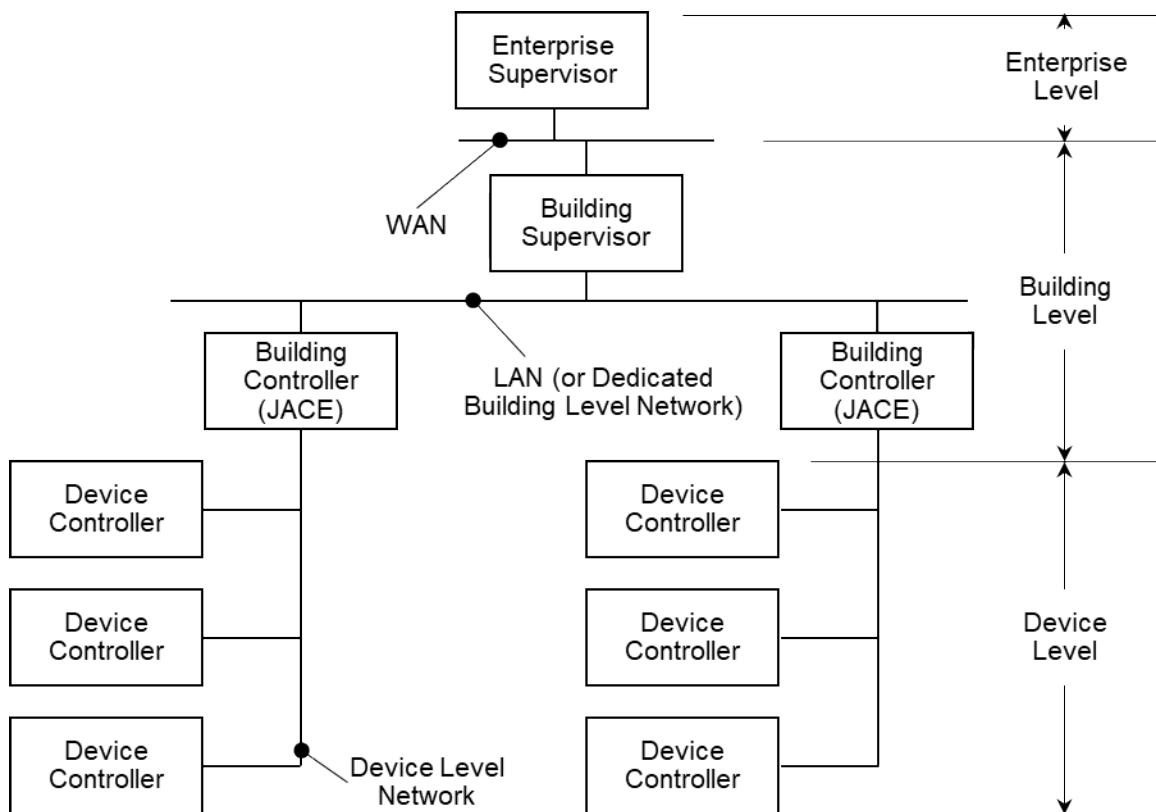 Enterprise
Supervisor
Enterprise
Level
WAN
Building
Supervisor
Building
Level
Building
Controller
(JACE)
LAN (or Dedicated
Building Level Network)
Building
Controller
(JACE)
Device
Controller
Device
Controller
Device
Controller
Device
Controller
Device
Level
Device
Controller
Device Level
Network
Device
Controller